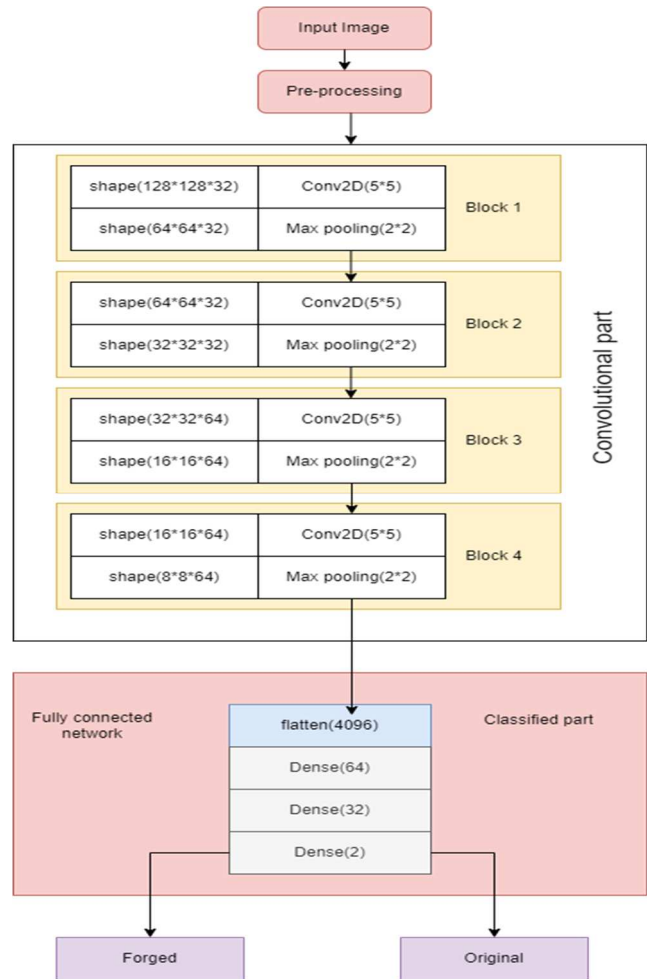 Input Image
Pre-processing
shape(128*128*32)
Conv2D(5*5)
shape(64*64*32)
Max pooling(2*2)
Block 1
shape(64*64*32)
Conv2D(5*5)
shape(32*32*32)
Max pooling(2*2)
Block 2
shape(32*32*64)
Conv2D(5*5)
shape(16*16*64)
Max pooling(2*2)
Block 3
shape(16*16*64)
Conv2D(5*5)
shape(8*8*64)
Max pooling(2*2)
Block 4
Convolutional part
Fully connected
network
Classified part
flatten(4096)
Dense(64)
Dense(32)
Dense(2)
Forged
Original